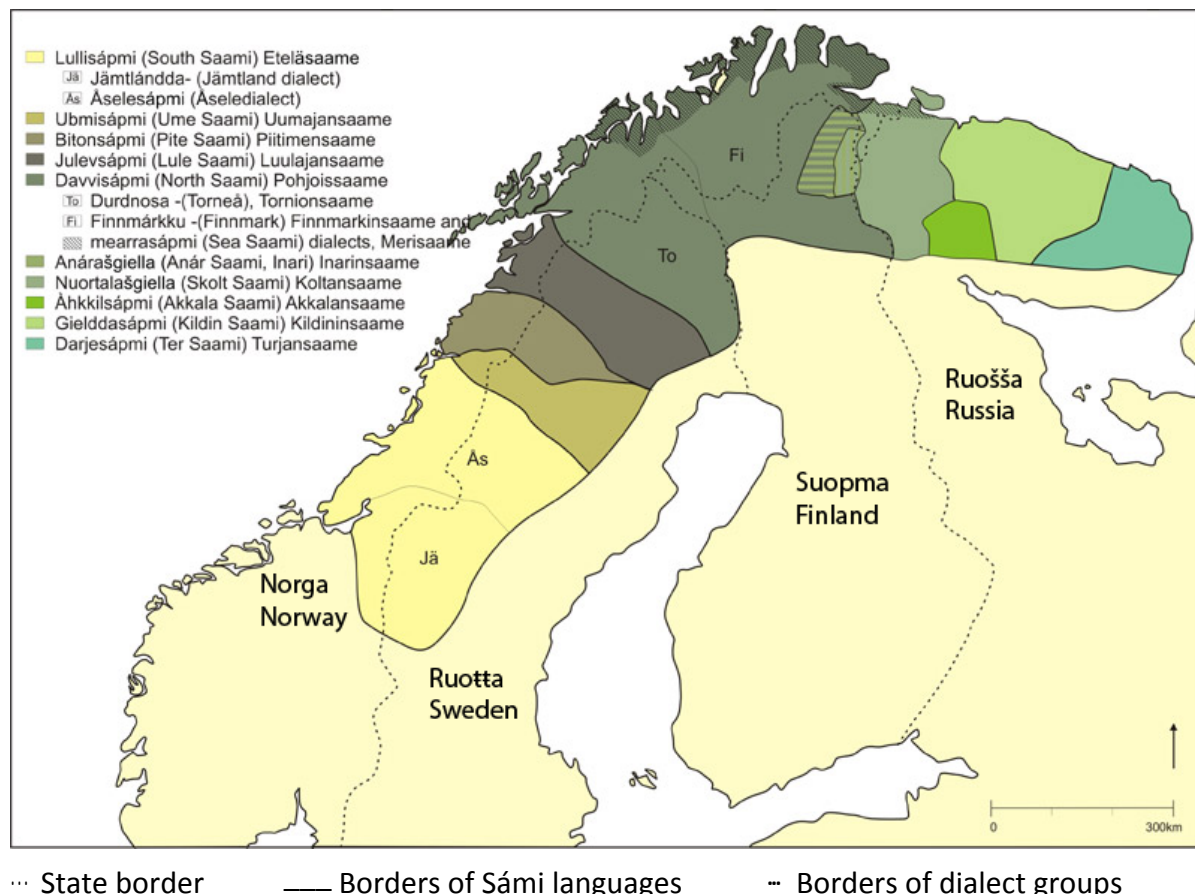 Lullisápmi (South Saami) Eteläsaame
Jä Jämtlándda- (Jämtland dialect)
Ås Åselesápmi (Åseledialect)
Ubmisápmi (Ume Saami) Uumajansaame
Bitonsápmi (Pite Saami) Piitimensaame
Julevsápmi (Lule Saami) Luulajansaame
Davvisápmi (North Saami) Pohjoissaame
To Durdnosa -(Torneå), Tornionsaame
Fi Finnmárkku -(Finnmark) Finnmarkinsaame and
mearrasápmi (Sea Saami) dialects, Merisaame
Anárašgiella (Anár Saami, Inari) Inarinsaame
Nuortalašgiella (Skolt Saami) Koltansaame
Àhkkilsápmi (Akkala Saami) Akkalansaame
Gielddasápmi (Kildin Saami) Kildininsaame
Darjesápmi (Ter Saami) Turjansaame
Fi
To
Ås
Jä
Ruošša
Russia
Suopma
Finland
Norga
Norway
Ruoŧŧa
Sweden
0 300km
State border Borders of Sámi languages Borders of dialect groups